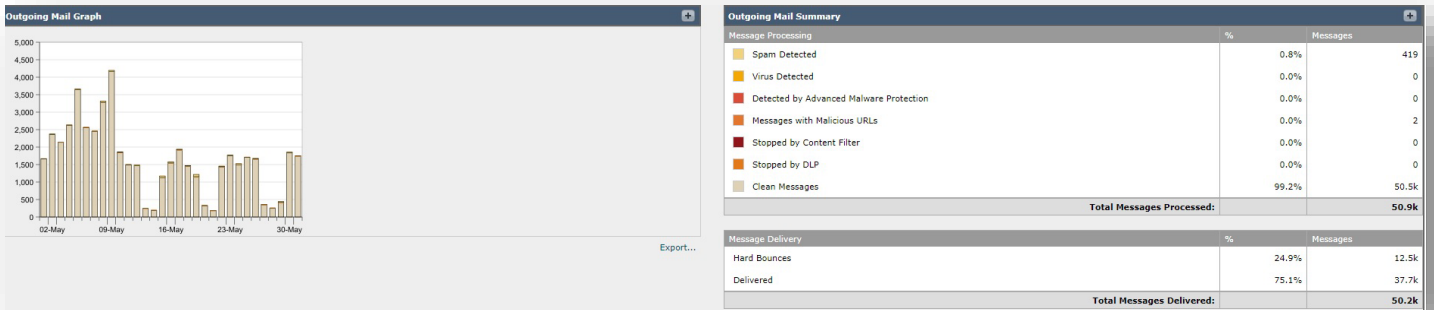 Outgoing Mail Graph
5,000
4,500
4,000
3,500
3,000
2,500
2,000
1,500
1,000
500
0
02-May 09-May 16-May 23-May 30-May
Export...
Outgoing Mail Summary
Message Processing % Messages
Spam Detected 0.8% 419
Virus Detected 0.0% 0
Detected by Advanced Malware Protection 0.0% 0
Messages with Malicious URLs 0.0% 2
Stopped by Content Filter 0.0% 0
Stopped by DLP 0.0% 0
Clean Messages 99.2% 50.5k
Total Messages Processed: 50.9k
Message Delivery % Messages
Hard Bounces 24.9% 12.5k
Delivered 75.1% 37.7k
Total Messages Delivered: 50.2k